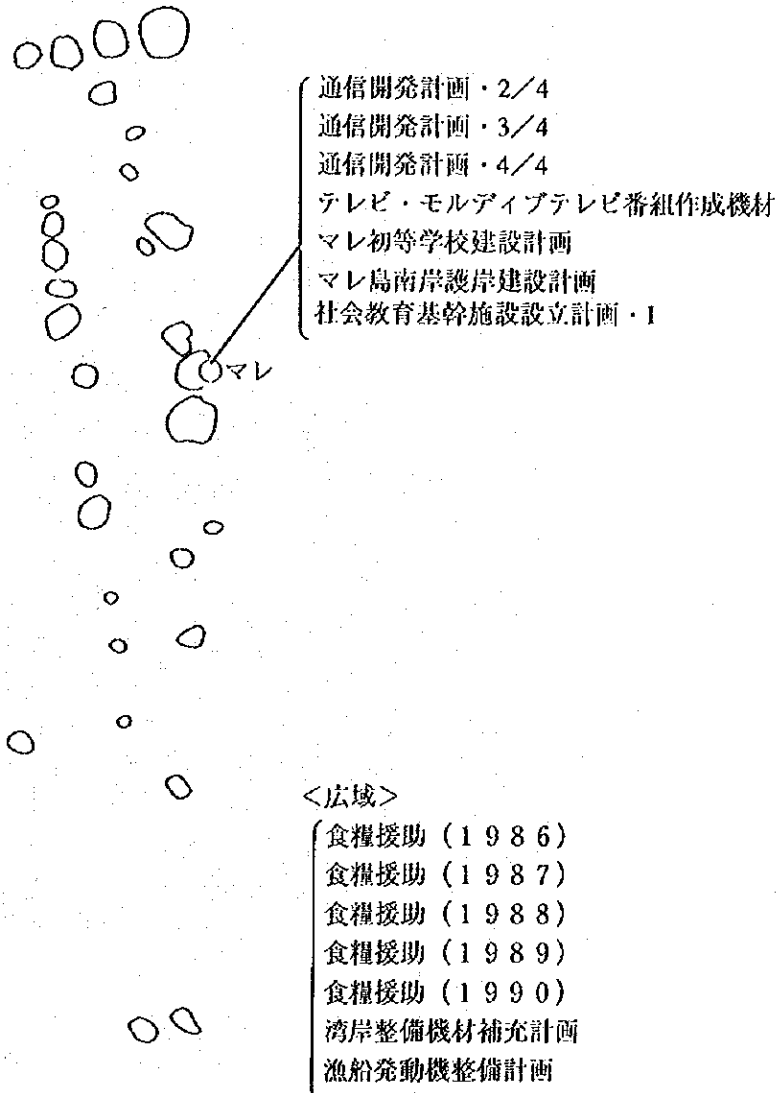 通信開発計画・2／4
通信開発計画・3／4
通信開発計画・4／4
テレビ・モルディブテレビ番組作成機材
マレ初等学校建設計画
マレ島南岸護岸建設計画
社会教育基幹施設設立計画・1
マレ
＜広域＞
食糧援助（1986）
食糧援助（1987）
食糧援助（1988）
食糧援助（1989）
食糧援助（1990）
湾岸整備機材補充計画
漁船発動機整備計画